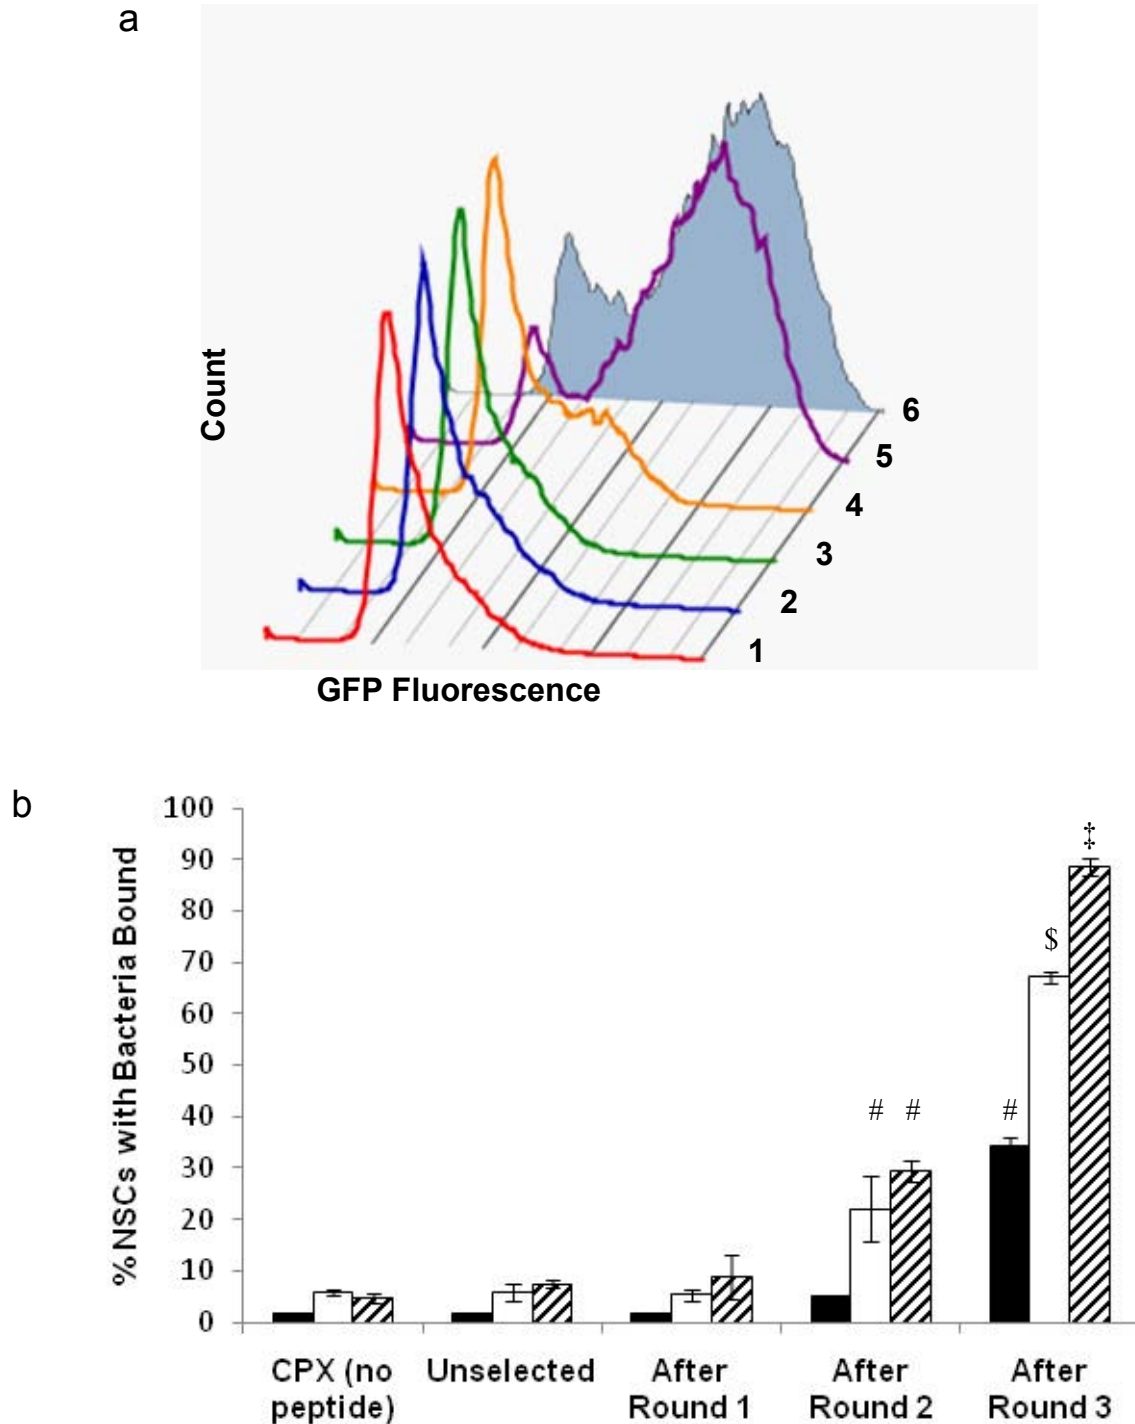 a
Count
6
5
4
3
2
1
GFP Fluorescence
b
% NSCs with Bacteria Bound
100
90
80
70
60
50
40
30
20
10
0
‡
$
# # #
CPX (no peptide)
Unselected
After Round 1
After Round 2
After Round 3